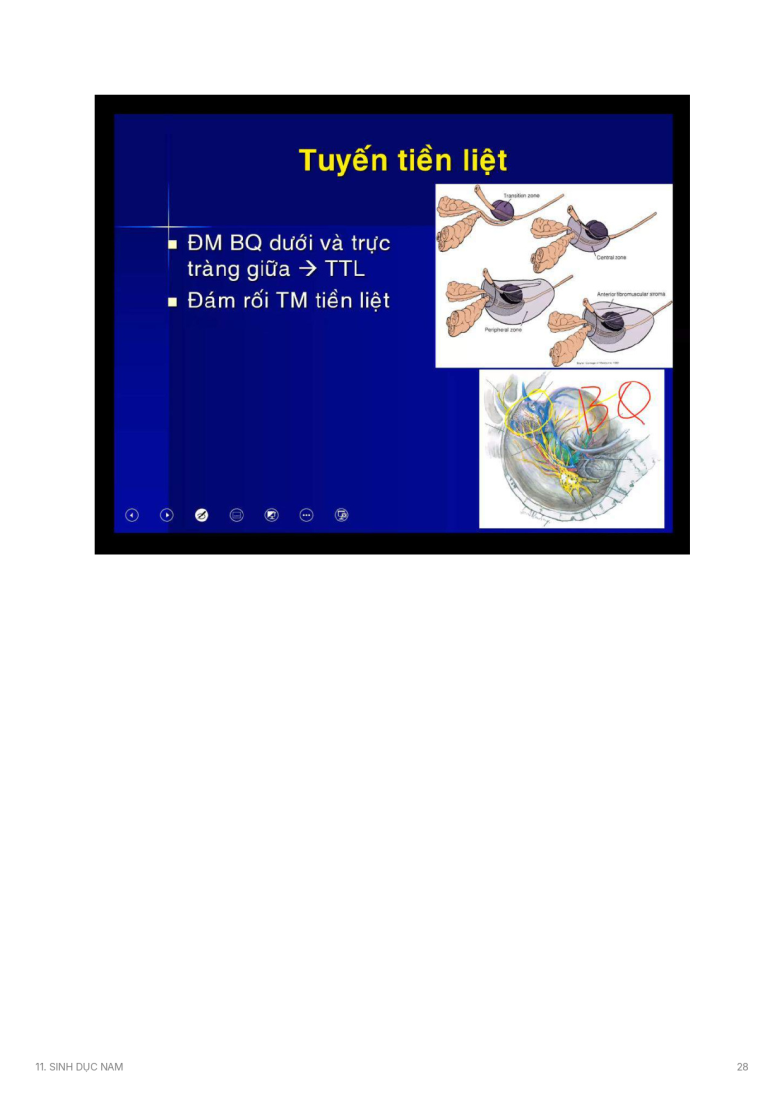 Tuyến tiền liệt
ĐM BQ dưới và trực
tràng giữa → TTL
Đám rối TM tiền liệt
Transition zone
Central zone
Peripheral zone
Anterior fibromuscular stroma
BQ
11. SINH DỤC NAM
28